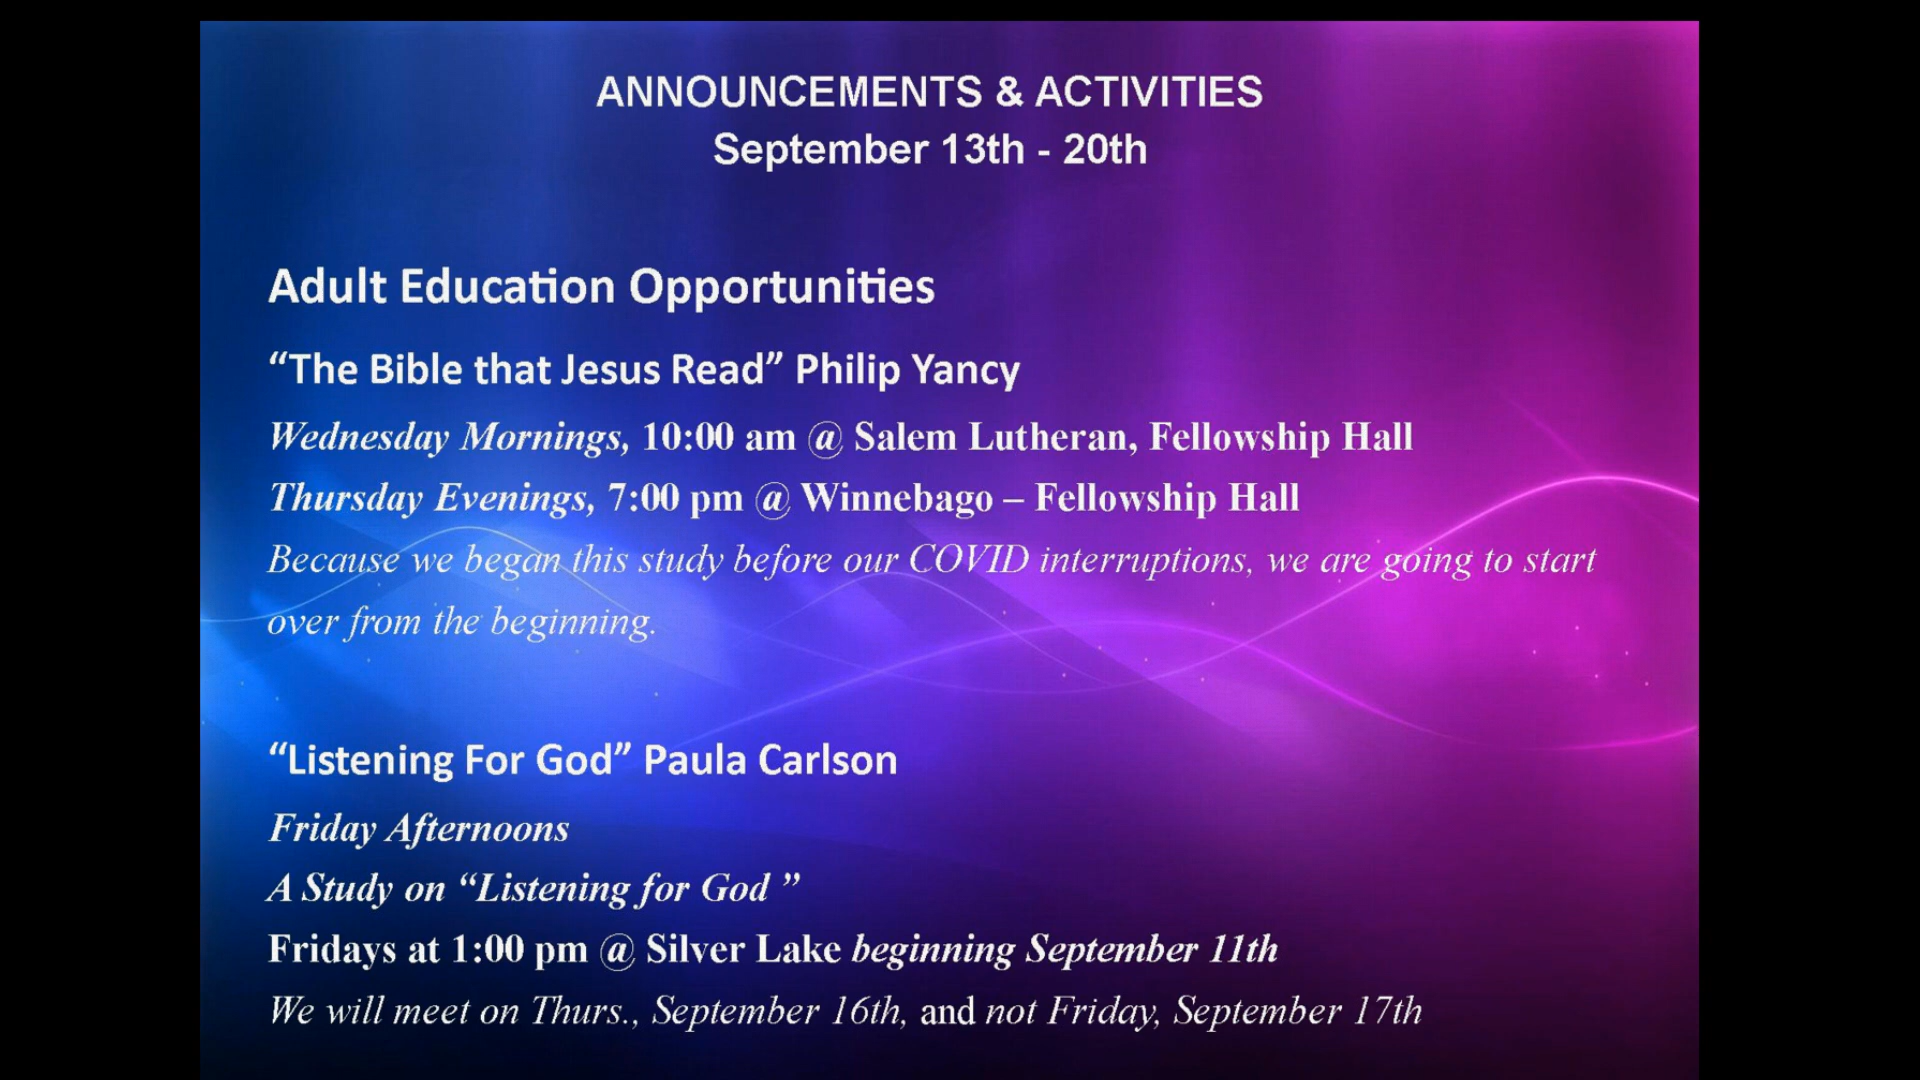 ANNOUNCEMENTS & ACTIVITIES
September 13th - 20th
Adult Education Opportunities
“The Bible that Jesus Read” Philip Yancy
Wednesday Mornings, 10:00 am @ Salem Lutheran, Fellowship Hall
Thursday Evenings, 7:00 pm @ Winnebago – Fellowship Hall
Because we began this study before our COVID interruptions, we are going to start
over from the beginning.
“Listening For God” Paula Carlson
Friday Afternoons
A Study on “Listening for God ”
Fridays at 1:00 pm @ Silver Lake beginning September 11th
We will meet on Thurs., September 16th, and not Friday, September 17th